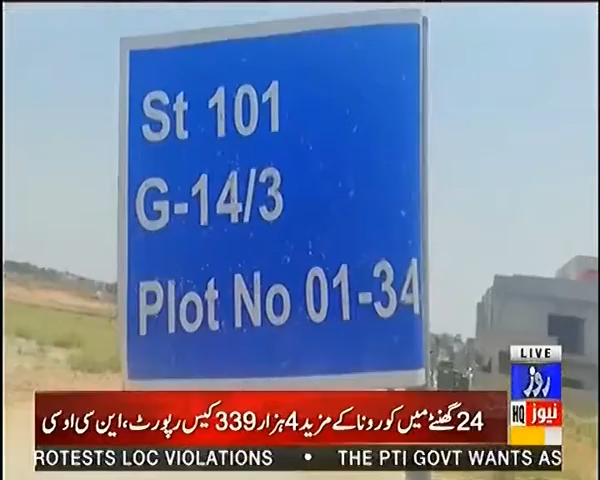 St 101
G-14/3
Plot No 01-34
LIVE
روز
HQ نیوز
24 گھنٹے میں کورونا کے مزید 4 ہزار 339 کیس رپورٹ، این سی او سی
ROTESTS LOC VIOLATIONS • THE PTI GOVT WANTS AS